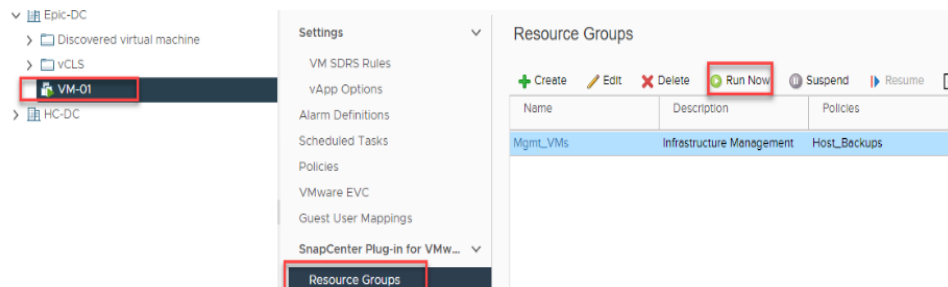 Epic-DC
Discovered virtual machine
vCLS
VM-01
HC-DC
Settings
VM SDRS Rules
vApp Options
Alarm Definitions
Scheduled Tasks
Policies
VMware EVC
Guest User Mappings
SnapCenter Plug-in for VMw...
Resource Groups
Resource Groups
Create Edit Delete Run Now Suspend Resume
Name Description Policies
Mgmt_VMs Infrastructure Management Host_Backups